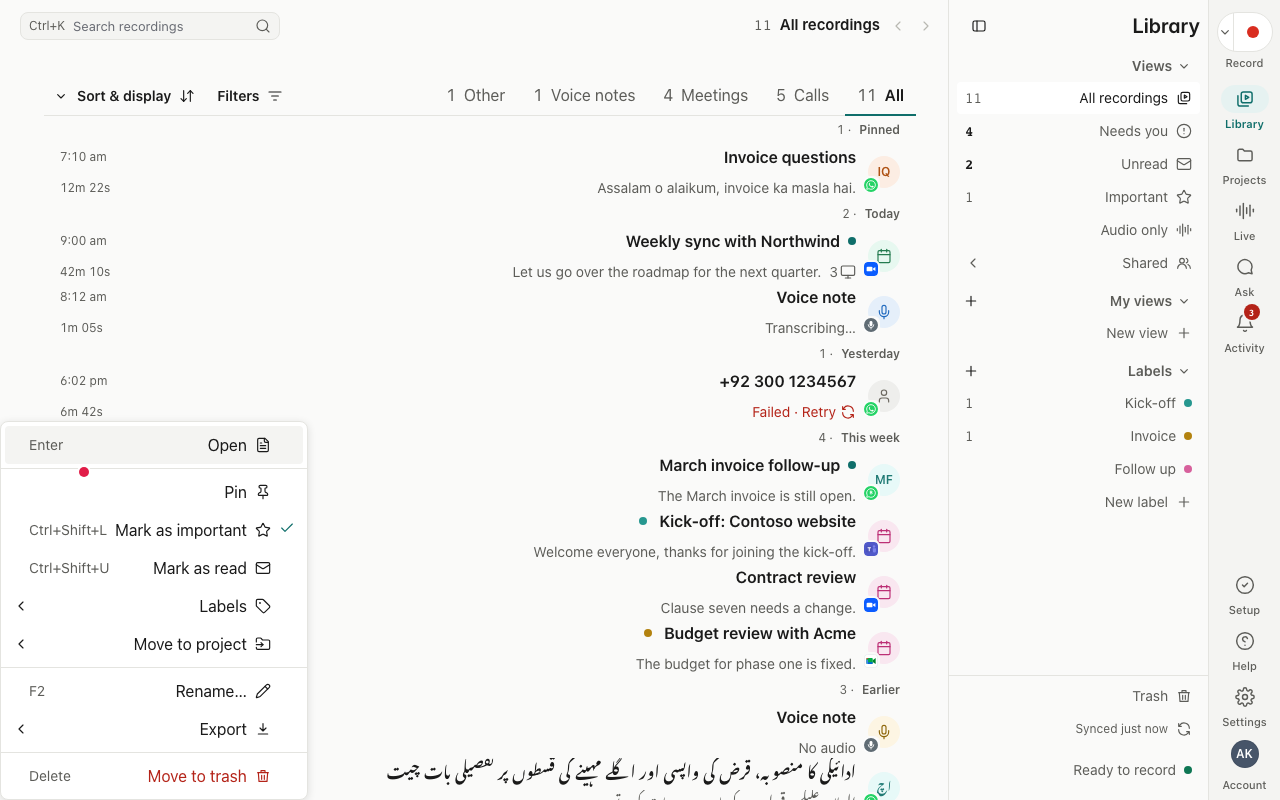 Ctrl+K Search recordings
11 All recordings
Library
Record
Library
Projects
Live
Ask
3
Activity
Setup
Help
Settings
AK
Account
Views
11 All recordings
4 Needs you
2 Unread
1 Important
Audio only
Shared
My views
New view
Labels
1 Kick-off
1 Invoice
Follow up
New label
Trash
Synced just now
Ready to record
Sort & display
Filters
1 Other
1 Voice notes
4 Meetings
5 Calls
11 All
1 · Pinned
7:10 am
Invoice questions
IQ
12m 22s
Assalam o alaikum, invoice ka masla hai.
2 · Today
9:00 am
Weekly sync with Northwind
42m 10s
Let us go over the roadmap for the next quarter. 3
8:12 am
Voice note
1m 05s
Transcribing...
1 · Yesterday
6:02 pm
+92 300 1234567
6m 42s
Failed · Retry
4 · This week
March invoice follow-up
MF
The March invoice is still open.
Kick-off: Contoso website
Welcome everyone, thanks for joining the kick-off.
Contract review
Clause seven needs a change.
Budget review with Acme
The budget for phase one is fixed.
3 · Earlier
Voice note
No audio
ادائیگی کا منصوبہ، قرض کی واپسی اور اگلے مہینے کی قسطوں پر تفصیلی بات چیت
اچ
Enter Open
Pin
Ctrl+Shift+L Mark as important
Ctrl+Shift+U Mark as read
Labels
Move to project
F2 Rename...
Export
Delete Move to trash